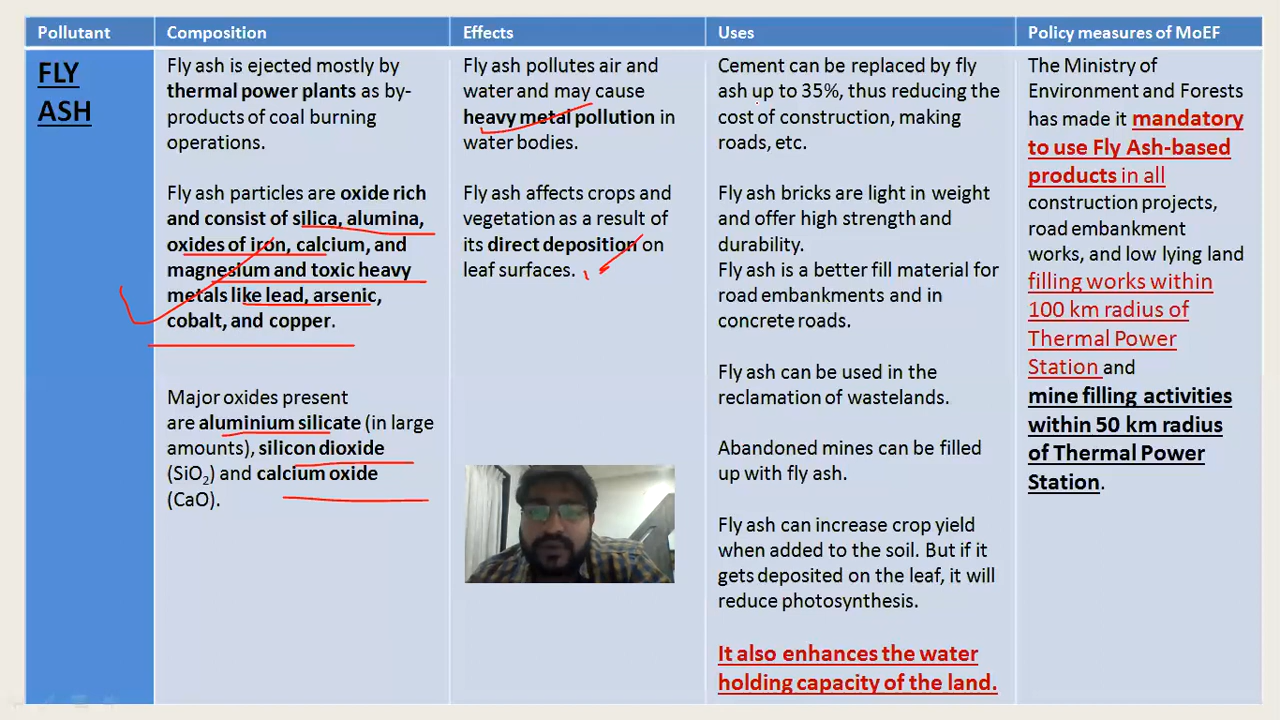 Pollutant
Composition
Effects
Uses
Policy measures of MoEF
FLY
ASH
Fly ash is ejected mostly by
thermal power plants as by-
products of coal burning
operations.
Fly ash particles are oxide rich
and consist of silica, alumina,
oxides of iron, calcium, and
magnesium and toxic heavy
metals like lead, arsenic,
cobalt, and copper.
Major oxides present
are aluminium silicate (in large
amounts), silicon dioxide
(SiO₂) and calcium oxide
(CaO).
Fly ash pollutes air and
water and may cause
heavy metal pollution in
water bodies.
Fly ash affects crops and
vegetation as a result of
its direct deposition on
leaf surfaces.
Cement can be replaced by fly
ash up to 35%, thus reducing the
cost of construction, making
roads, etc.
Fly ash bricks are light in weight
and offer high strength and
durability.
Fly ash is a better fill material for
road embankments and in
concrete roads.
Fly ash can be used in the
reclamation of wastelands.
Abandoned mines can be filled
up with fly ash.
Fly ash can increase crop yield
when added to the soil. But if it
gets deposited on the leaf, it will
reduce photosynthesis.
It also enhances the water
holding capacity of the land.
The Ministry of
Environment and Forests
has made it mandatory
to use Fly Ash-based
products in all
construction projects,
road embankment
works, and low lying land
filling works within
100 km radius of
Thermal Power
Station and
mine filling activities
within 50 km radius
of Thermal Power
Station.